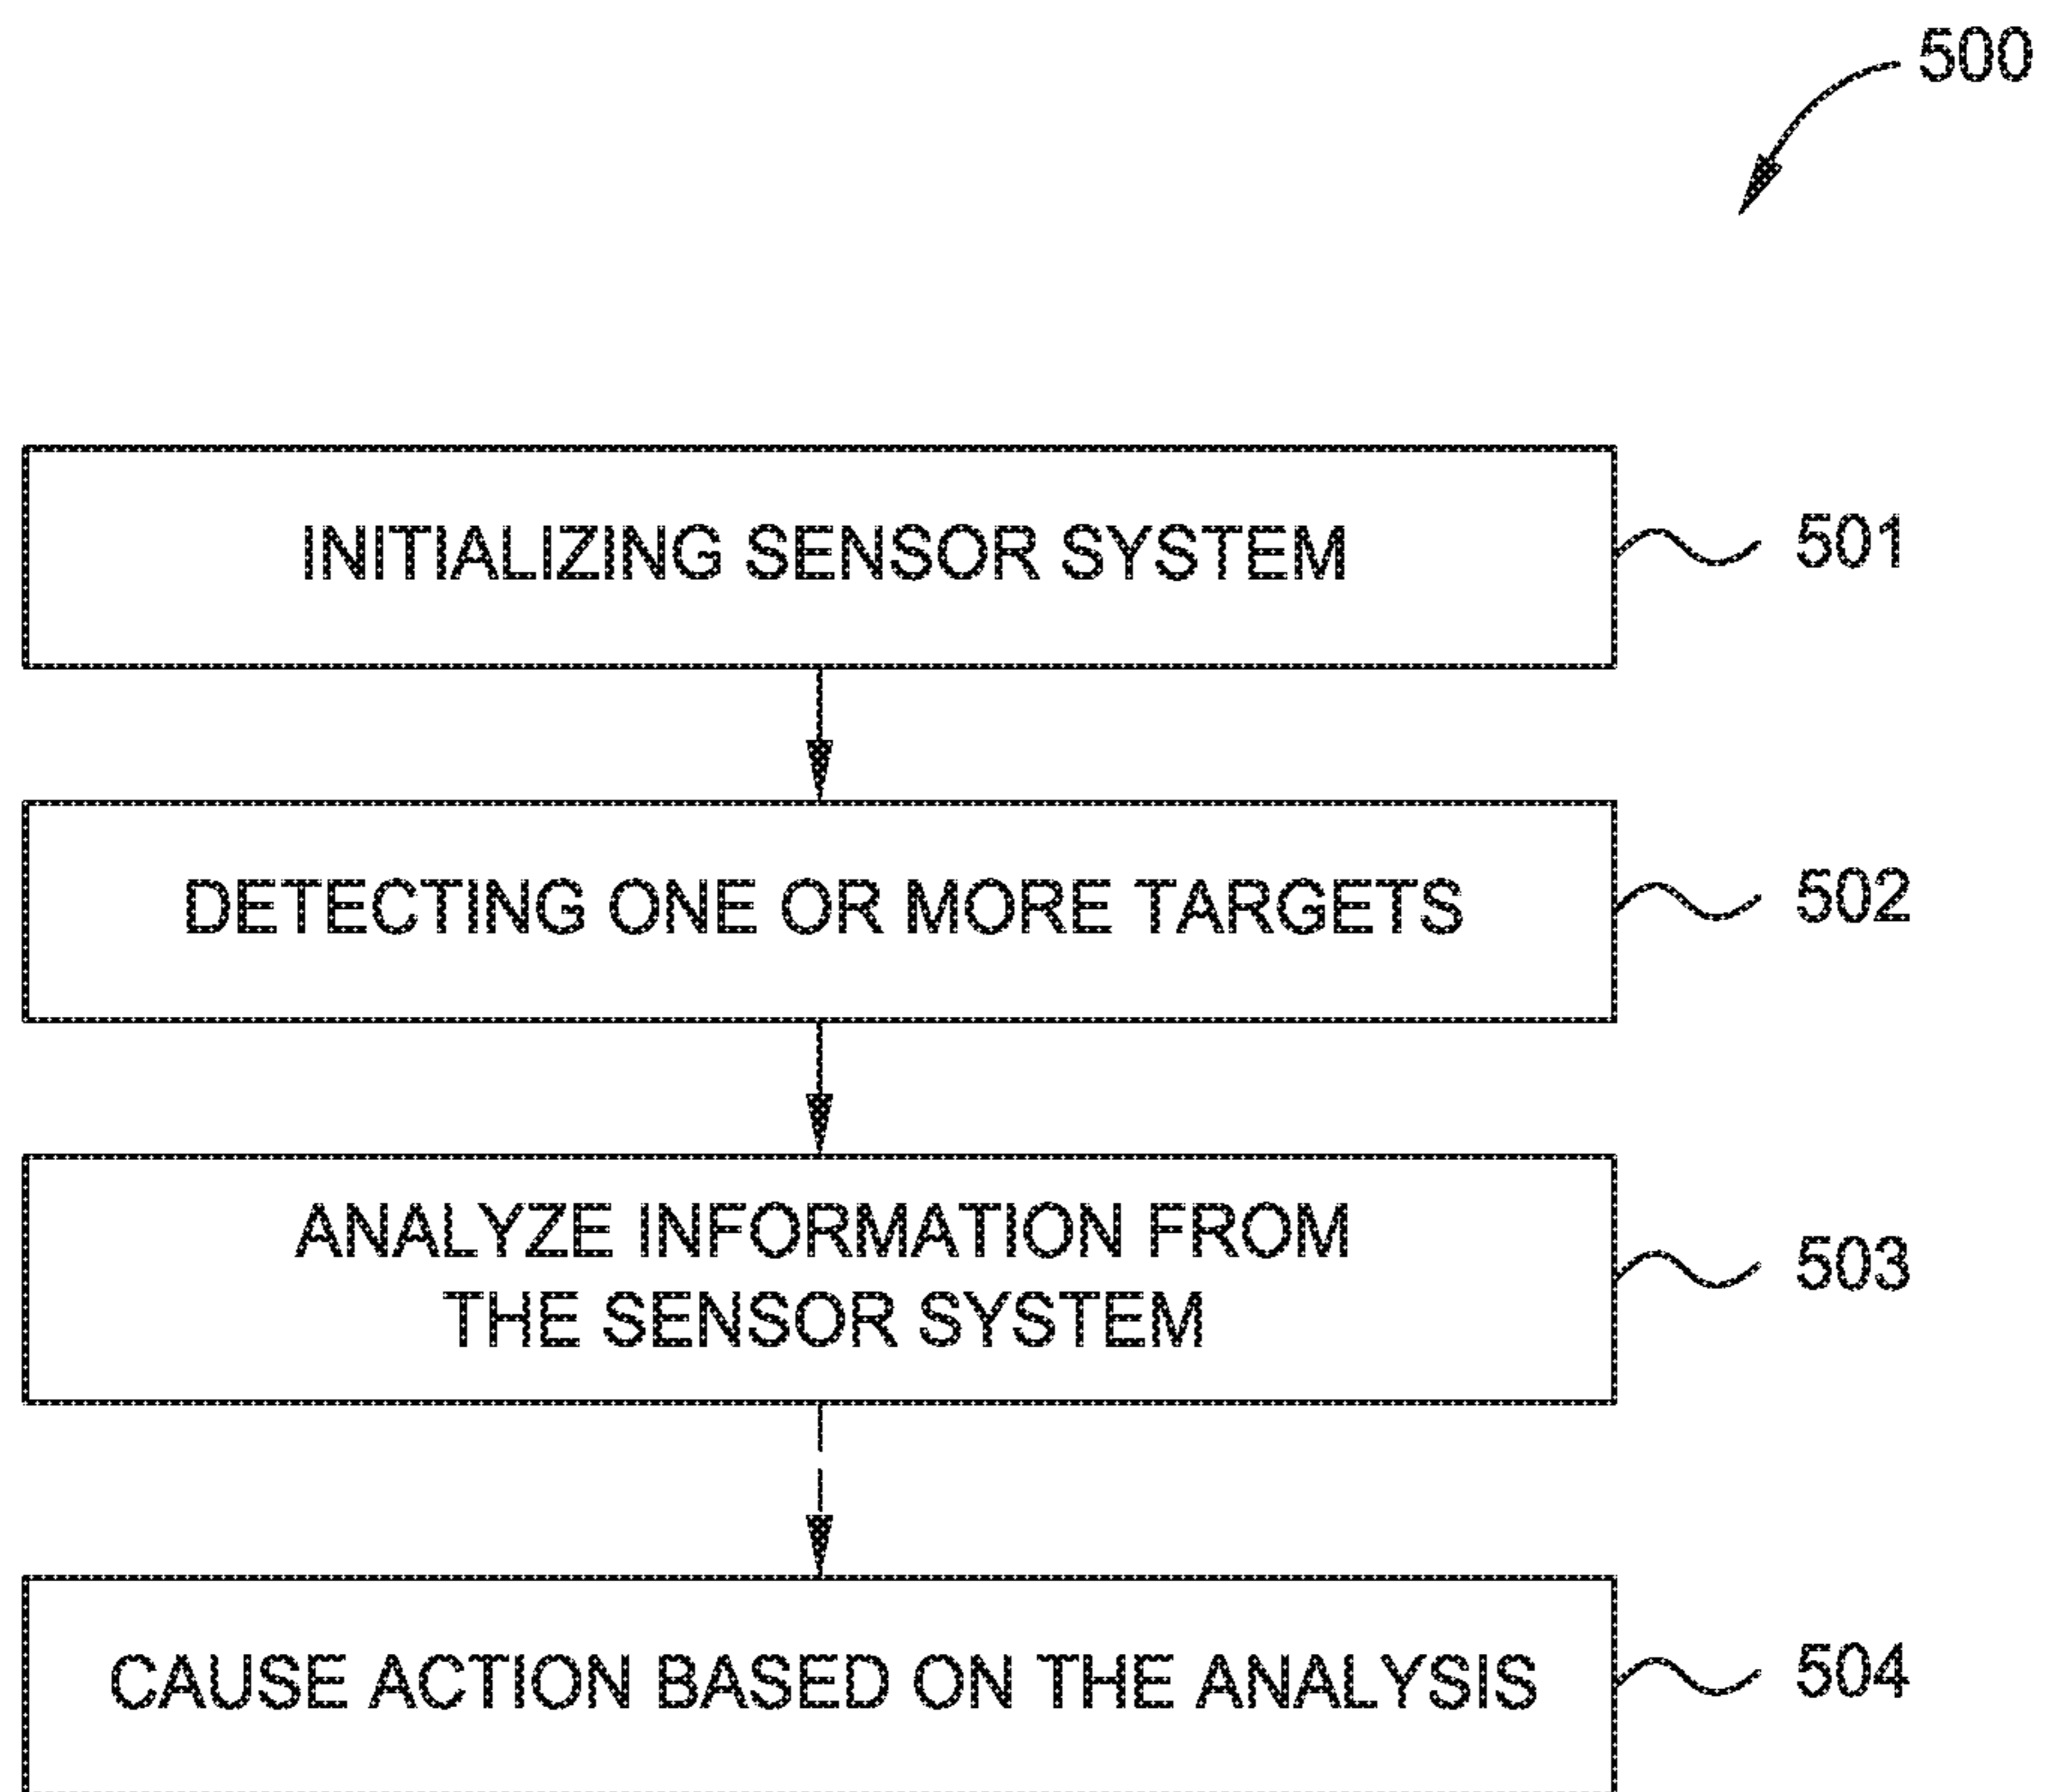 500
INITIALIZING SENSOR SYSTEM
501
DETECTING ONE OR MORE TARGETS
502
ANALYZE INFORMATION FROM
THE SENSOR SYSTEM
503
CAUSE ACTION BASED ON THE ANALYSIS
504